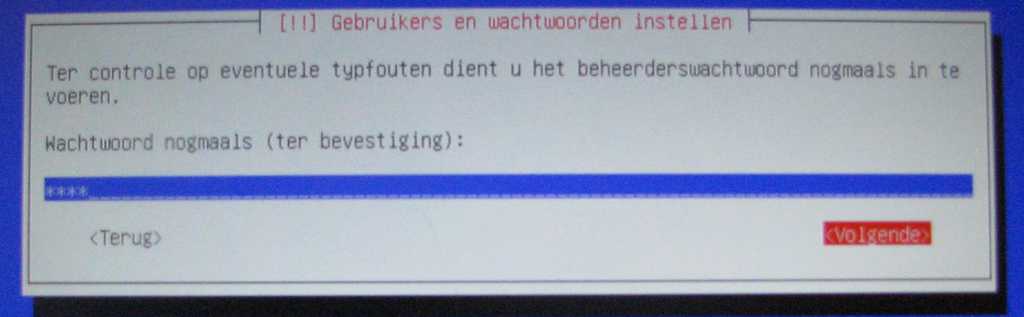 [!!] Gebruikers en wachtwoorden instellen
Ter controle op eventuele typfouten dient u het beheerderswachtwoord nogmaals in te
voeren.
Wachtwoord nogmaals (ter bevestiging):
****
<Terug> <Volgende>